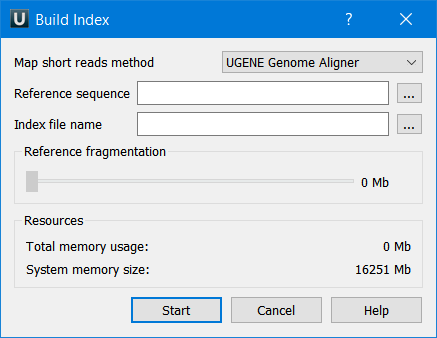 U Build Index ?
Map short reads method UGENE Genome Aligner
Reference sequence ...
Index file name ...
Reference fragmentation
0 Mb
Resources
Total memory usage: 0 Mb
System memory size: 16251 Mb
Start Cancel Help